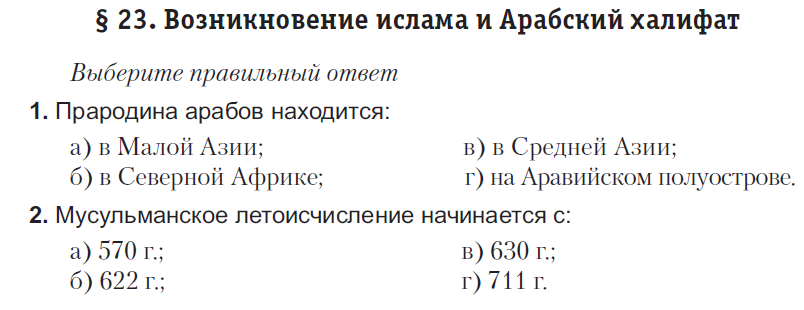 § 23. Возникновение ислама и Арабский халифат
Выберите правильный ответ
1. Прародина арабов находится:
а) в Малой Азии; в) в Средней Азии;
б) в Северной Африке; г) на Аравийском полуострове.
2. Мусульманское летоисчисление начинается с:
а) 570 г.; в) 630 г.;
б) 622 г.; г) 711 г.